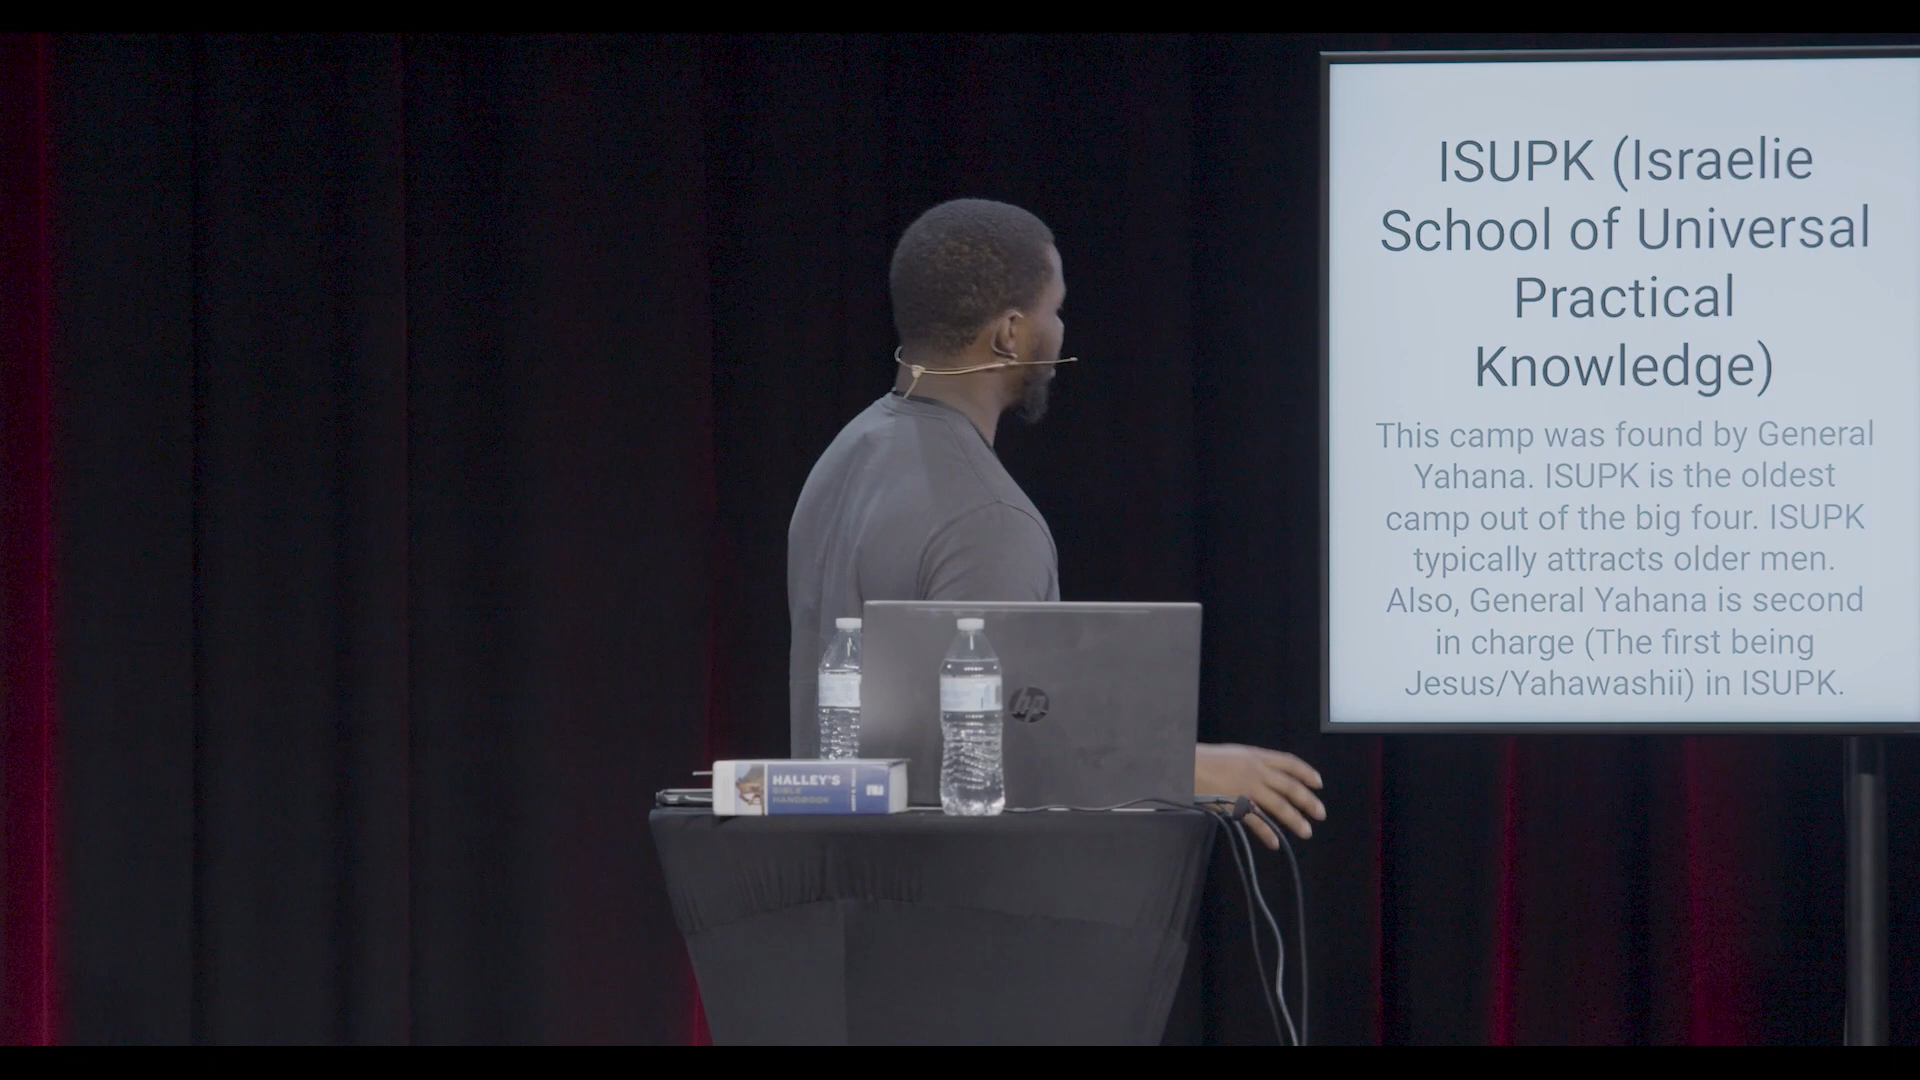 ISUPK (Israelie
School of Universal
Practical
Knowledge)
This camp was found by General
Yahana. ISUPK is the oldest
camp out of the big four. ISUPK
typically attracts older men.
Also, General Yahana is second
in charge (The first being
Jesus/Yahawashii) in ISUPK.
hp
HALLEY'S
BIBLE
HANDBOOK